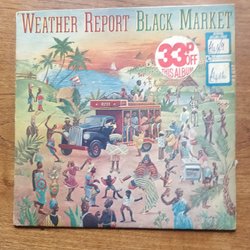 WEATHER REPORT BLACK MARKET
33P
OFF
THIS ALBUM